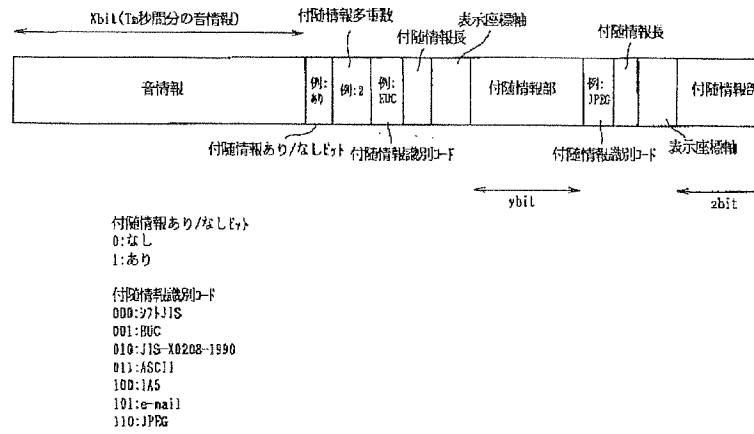 Xbit(Tm秒間分の音情報)
付随情報多重数
付随情報長
表示座標軸
付随情報長
音情報
例:
あり
例:2
例:
EUC
付随情報部
例:
JPEG
付随情報部
付随情報あり/なしビット
付随情報識別コード
付随情報識別コード
表示座標軸
ybit
zbit
付随情報あり/なしビット
0:なし
1:あり
付随情報識別コード
000:シフトJIS
001:EUC
010:JIS-X0208-1990
011:ASCII
100:IA5
101:e-mail
110:JPEG